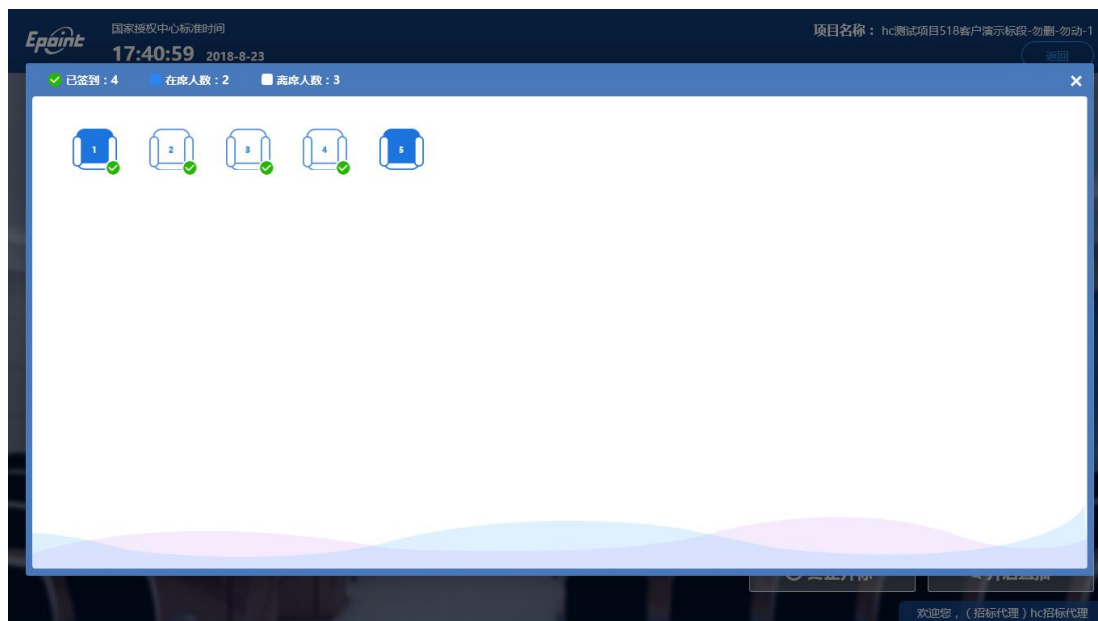 Epoint
国家授权中心标准时间
17:40:59 2018-8-23
项目名称：hc测试项目518客户演示标段-勿删-勿动-1
返回
已签到：4 在席人数：2 离席人数：3
1 2 3 4 5
欢迎您，（招标代理）hc招标代理